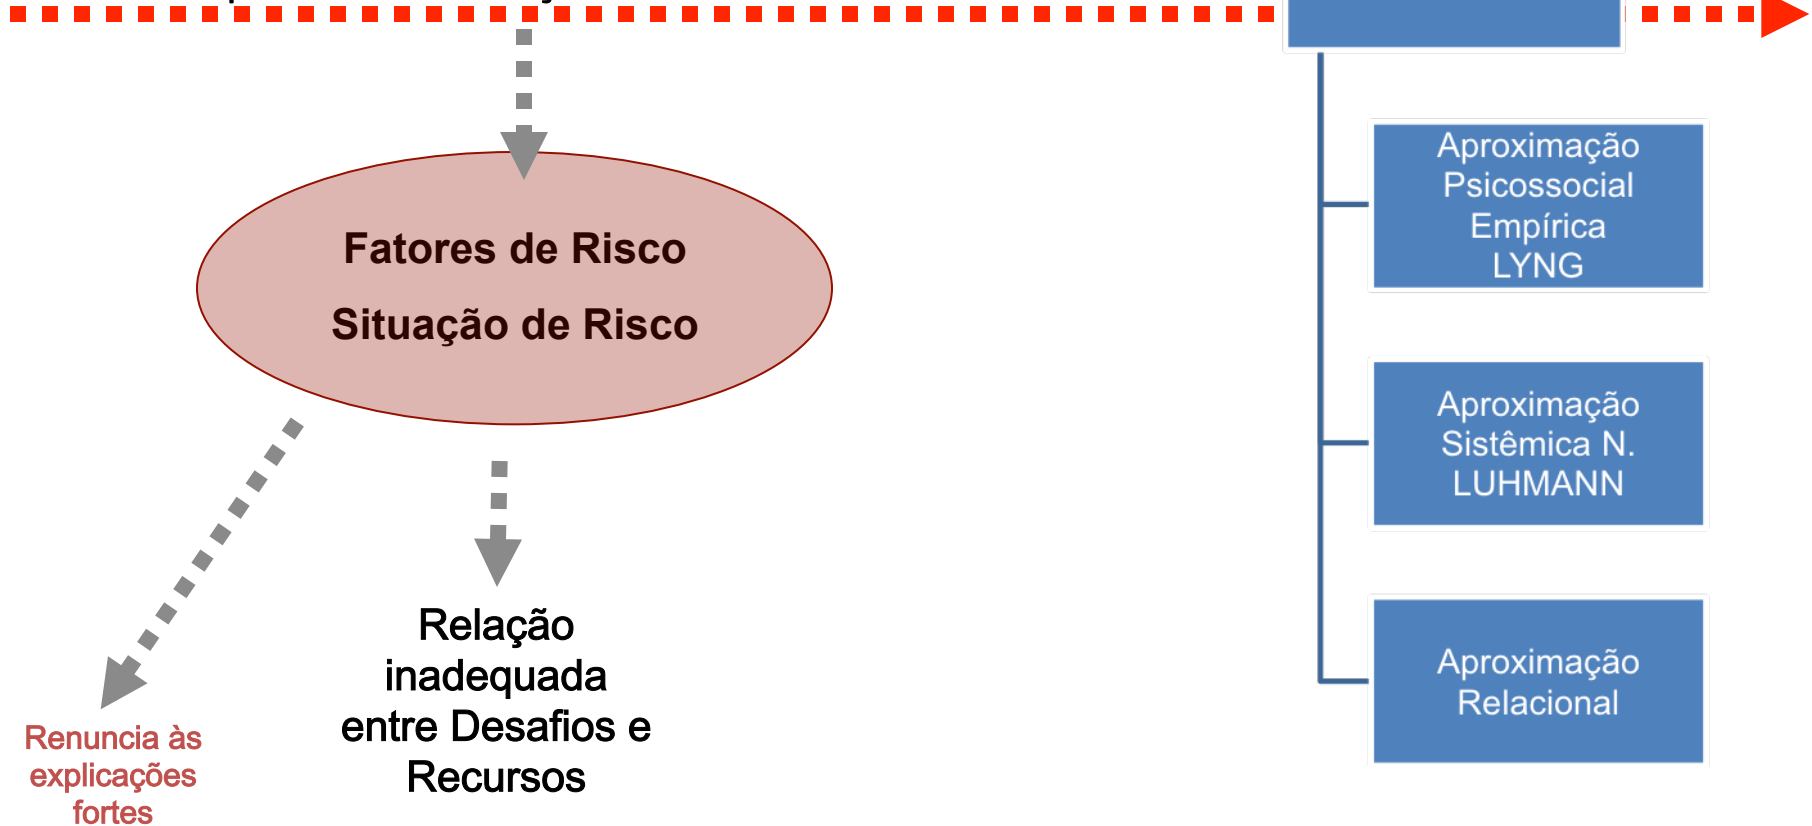 Fatores de Risco
Situação de Risco
Relação
inadequada
entre Desafios e
Recursos
Renuncia às
explicações
fortes
Aproximação
Psicossocial
Empírica
LYNG
Aproximação
Sistêmica N.
LUHMANN
Aproximação
Relacional